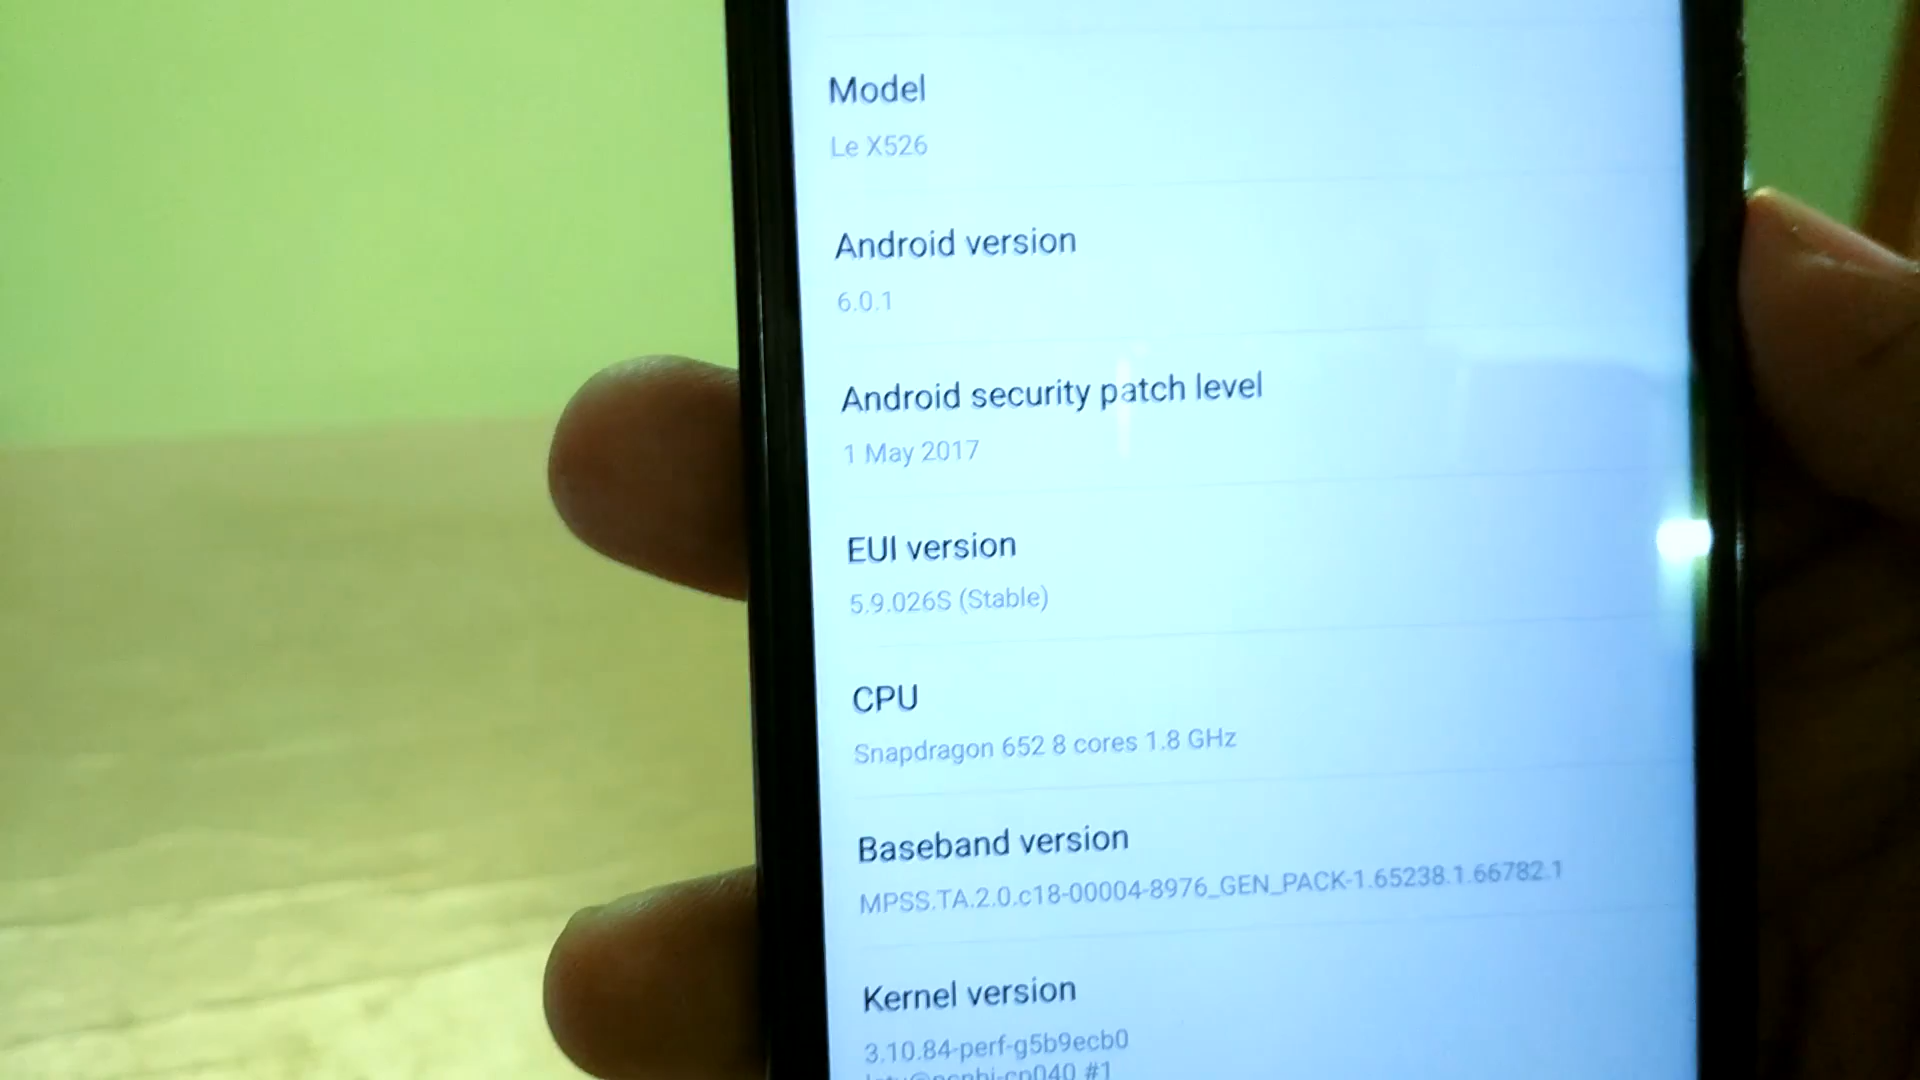 Model
Le X526
Android version
6.0.1
Android security patch level
1 May 2017
EUI version
5.9.026S (Stable)
CPU
Snapdragon 652 8 cores 1.8 GHz
Baseband version
MPSS.TA.2.0.c18-00004-8976_GEN_PACK-1.65238.1.66782.1
Kernel version
3.10.84-perf-g5b9ecb0
#1